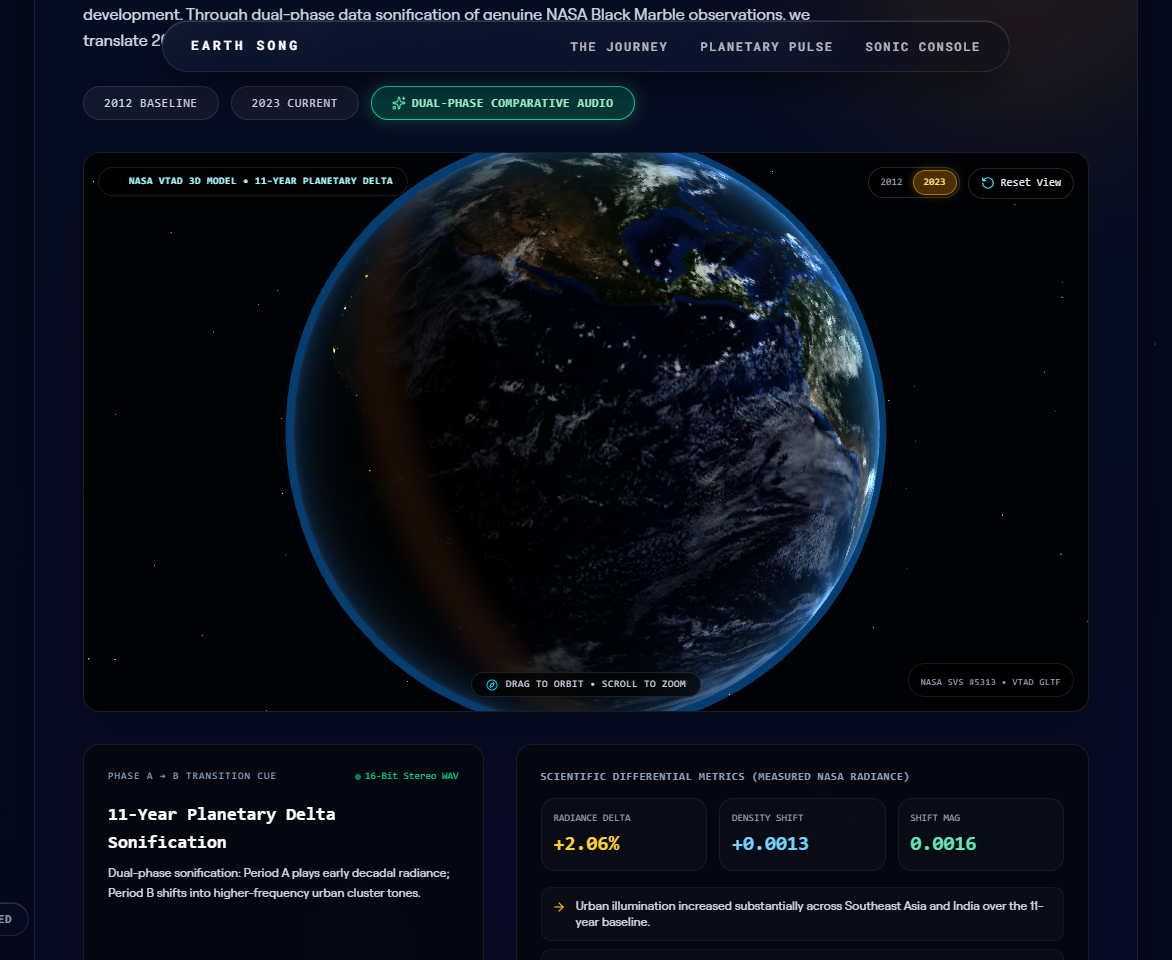 development. Through dual-phase data sonification of genuine NASA Black Marble observations, we
translate 20
EARTH SONG
THE JOURNEY
PLANETARY PULSE
SONIC CONSOLE
2012 BASELINE
2023 CURRENT
DUAL-PHASE COMPARATIVE AUDIO
NASA VTAD 3D MODEL • 11-YEAR PLANETARY DELTA
2012
2023
Reset View
DRAG TO ORBIT • SCROLL TO ZOOM
NASA SVS #5313 • VTAD GLTF
PHASE A → B TRANSITION CUE
16-Bit Stereo WAV
11-Year Planetary Delta
Sonification
Dual-phase sonification: Period A plays early decadal radiance;
Period B shifts into higher-frequency urban cluster tones.
SCIENTIFIC DIFFERENTIAL METRICS (MEASURED NASA RADIANCE)
RADIANCE DELTA
+2.06%
DENSITY SHIFT
+0.0013
SHIFT MAG
0.0016
→ Urban illumination increased substantially across Southeast Asia and India over the 11-
year baseline.
ED